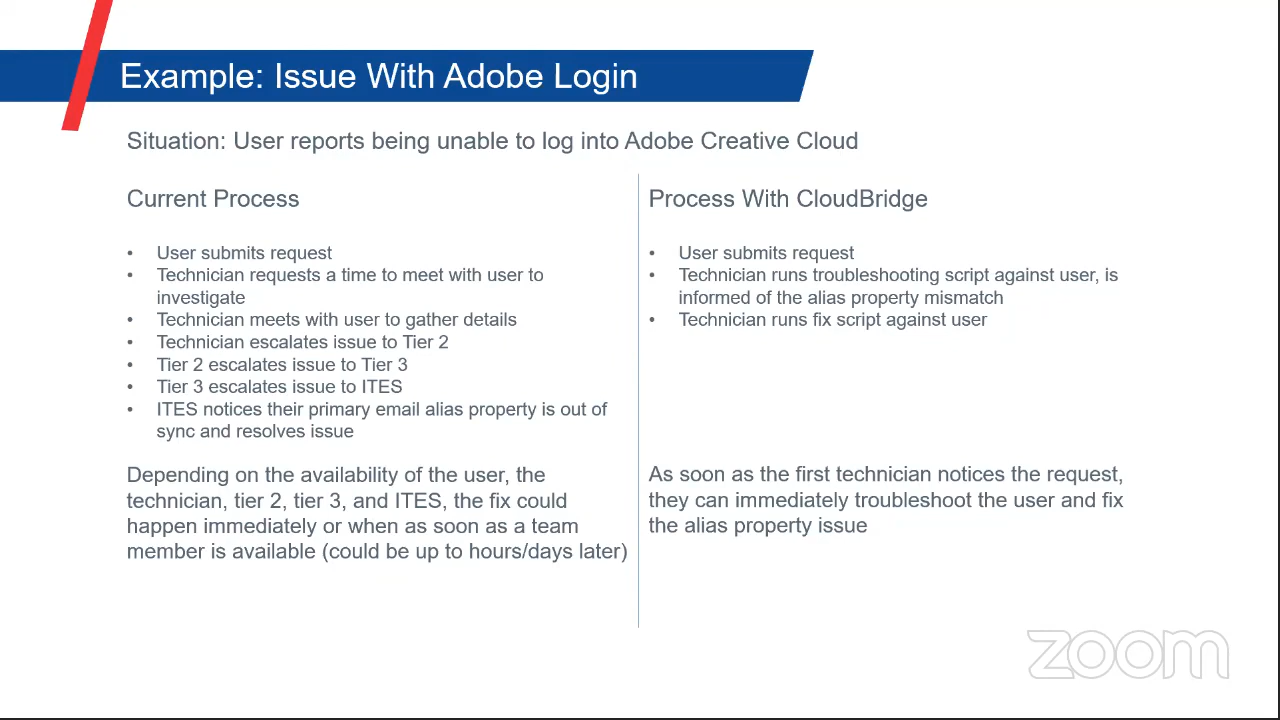 Example: Issue With Adobe Login
Situation: User reports being unable to log into Adobe Creative Cloud
Current Process
• User submits request
• Technician requests a time to meet with user to
investigate
• Technician meets with user to gather details
• Technician escalates issue to Tier 2
• Tier 2 escalates issue to Tier 3
• Tier 3 escalates issue to ITES
• ITES notices their primary email alias property is out of
sync and resolves issue
Depending on the availability of the user, the
technician, tier 2, tier 3, and ITES, the fix could
happen immediately or when as soon as a team
member is available (could be up to hours/days later)
Process With CloudBridge
• User submits request
• Technician runs troubleshooting script against user, is
informed of the alias property mismatch
• Technician runs fix script against user
As soon as the first technician notices the request,
they can immediately troubleshoot the user and fix
the alias property issue
zoom